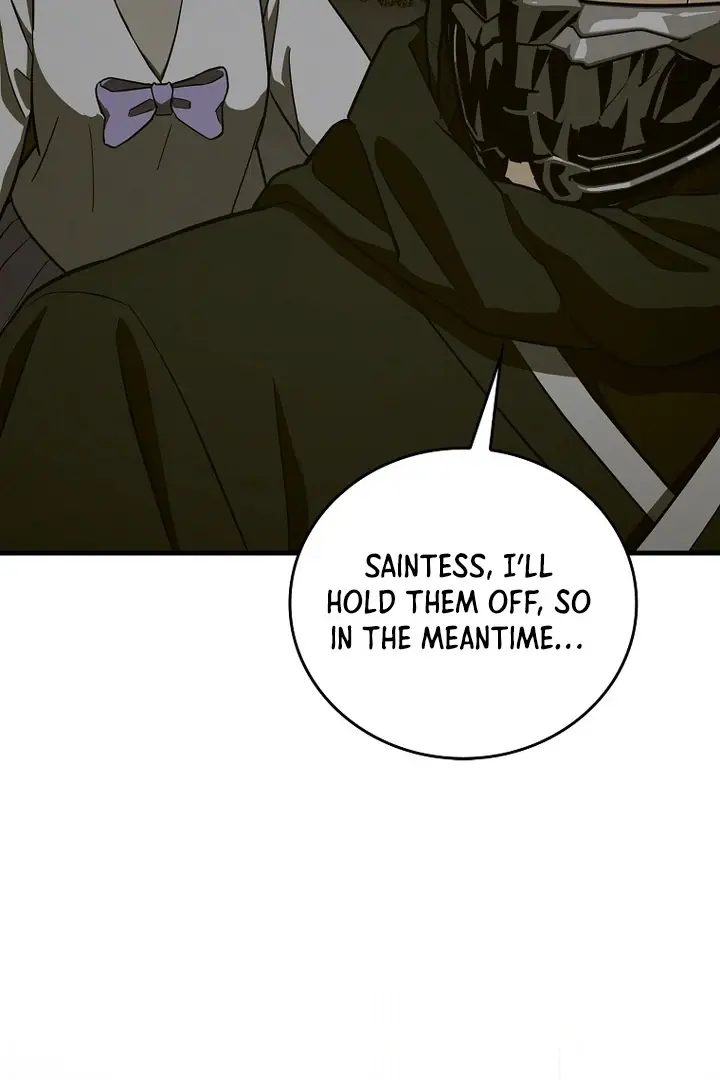 SAINTESS, I'LL
HOLD THEM OFF, SO
IN THE MEANTIME...